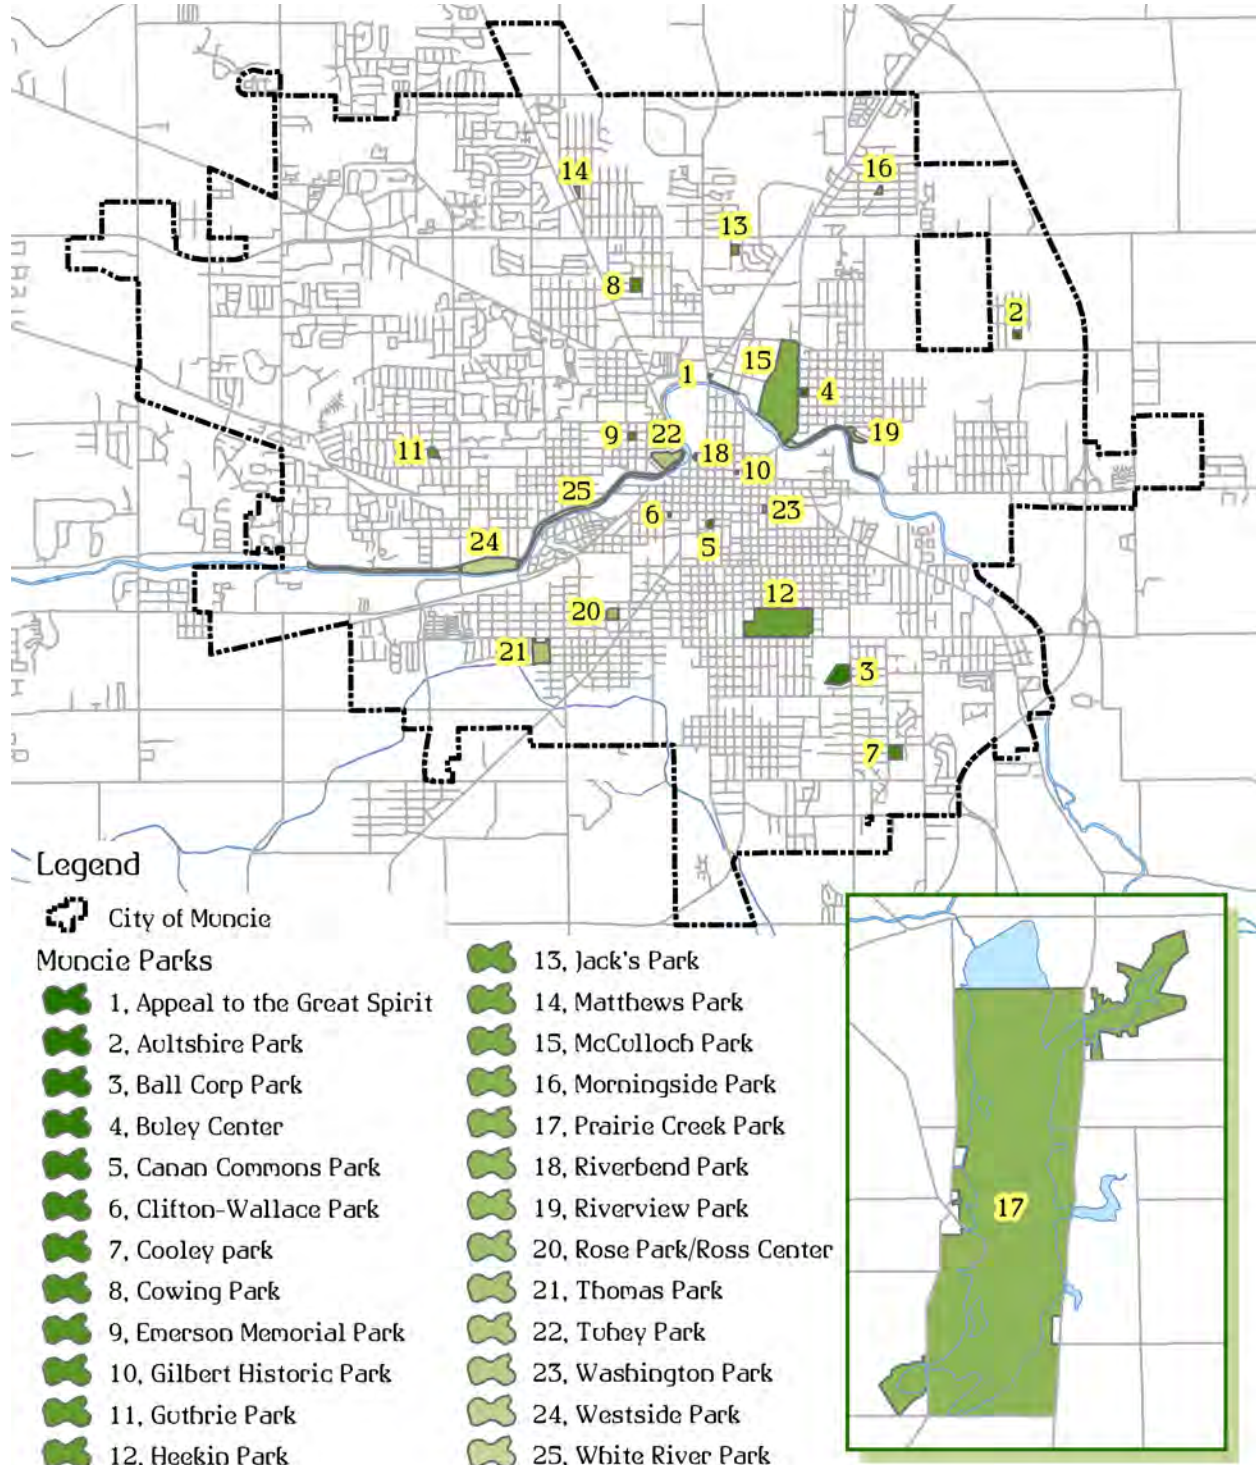 14
16
13
8
2
1
15
4
9
22
19
11
18
10
25
6
23
5
24
12
20
21
3
7
Legend
City of Muncie
Muncie Parks
1, Appeal to the Great Spirit
2, Aultshire Park
3, Ball Corp Park
4, Buley Center
5, Canan Commons Park
6, Clifton-Wallace Park
7, Cooley park
8, Cowing Park
9, Emerson Memorial Park
10, Gilbert Historic Park
11, Guthrie Park
12, Heekin Park
13, Jack's Park
14, Matthews Park
15, McCulloch Park
16, Morningside Park
17, Prairie Creek Park
18, Riverbend Park
19, Riverview Park
20, Rose Park/Ross Center
21, Thomas Park
22, Tuhey Park
23, Washington Park
24, Westside Park
25, White River Park
17